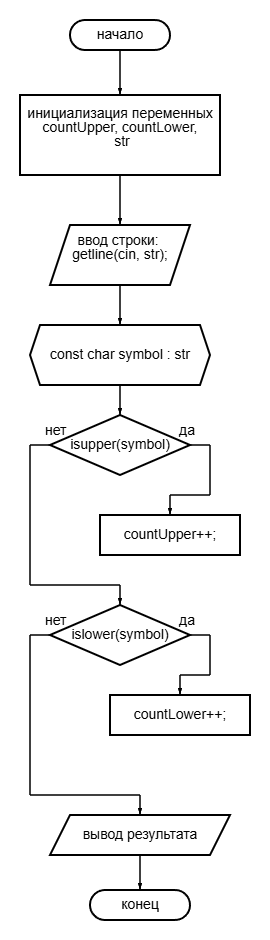 начало
инициализация переменных
countUpper, countLower,
str
ввод строки:
getline(cin, str);
const char symbol : str
нет
да
isupper(symbol)
countUpper++;
нет
да
islower(symbol)
countLower++;
вывод результата
конец